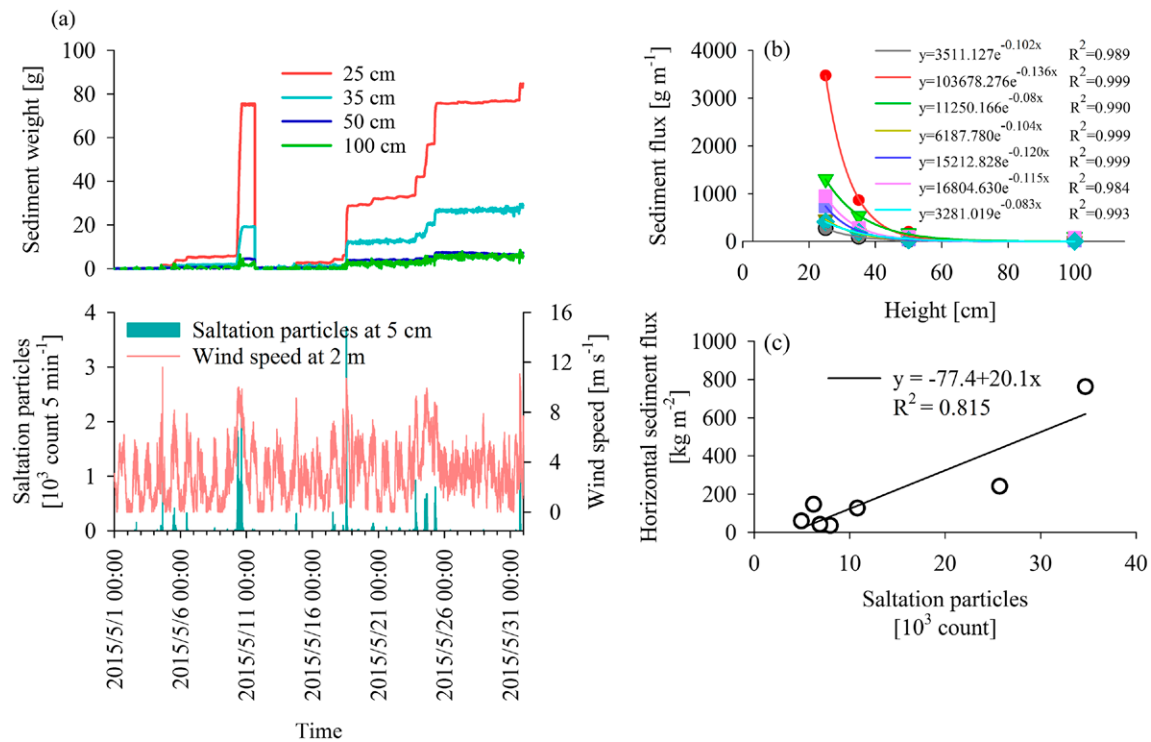 (a)
100
80
60
40
20
0
Sediment weight [g]
25 cm
35 cm
50 cm
100 cm
4
3
2
1
0
Saltation particles
[10³ count 5 min⁻¹]
Saltation particles at 5 cm
Wind speed at 2 m
16
12
8
4
0
Wind speed [m s⁻¹]
2015/5/1 00:00
2015/5/6 00:00
2015/5/11 00:00
2015/5/16 00:00
2015/5/21 00:00
2015/5/26 00:00
2015/5/31 00:00
Time
(b)
4000
3000
2000
1000
0
Sediment flux [g m⁻¹]
y=3511.127e^-0.102x R²=0.989
y=103678.276e^-0.136x R²=0.999
y=11250.166e^-0.08x R²=0.990
y=6187.780e^-0.104x R²=0.999
y=15212.828e^-0.120x R²=0.999
y=16804.630e^-0.115x R²=0.984
y=3281.019e^-0.083x R²=0.993
0 20 40 60 80 100
Height [cm]
(c)
1000
800
600
400
200
0
Horizontal sediment flux
[kg m⁻²]
y = -77.4+20.1x
R² = 0.815
0 10 20 30 40
Saltation particles
[10³ count]